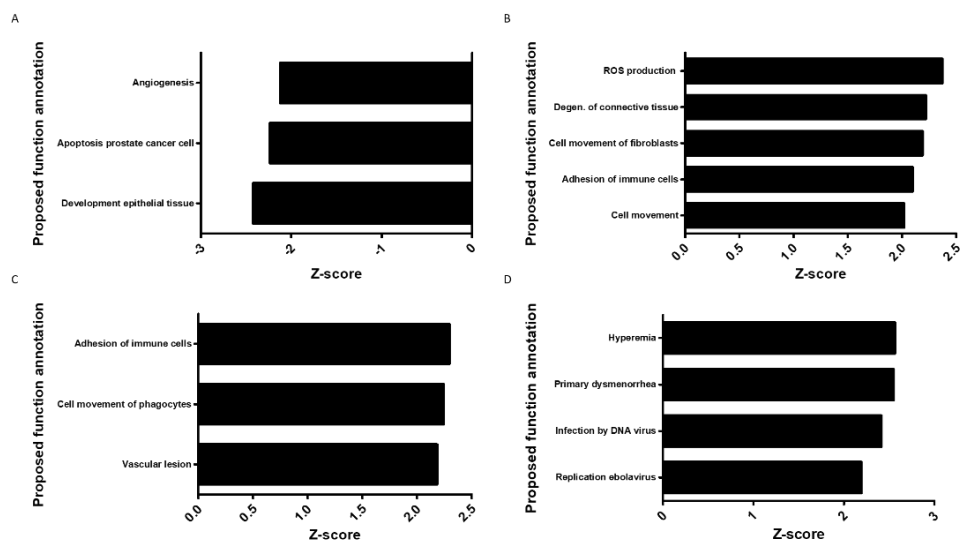 A
Proposed function annotation
Angiogenesis
Apoptosis prostate cancer cell
Development epithelial tissue
-3
-2
-1
0
Z-score
B
Proposed function annotation
ROS production
Degen. of connective tissue
Cell movement of fibroblasts
Adhesion of immune cells
Cell movement
0.0
0.5
1.0
1.5
2.0
2.5
Z-score
C
Proposed function annotation
Adhesion of immune cells
Cell movement of phagocytes
Vascular lesion
0.0
0.5
1.0
1.5
2.0
2.5
Z-score
D
Proposed function annotation
Hyperemia
Primary dysmenorrhea
Infection by DNA virus
Replication ebolavirus
0
1
2
3
Z-score